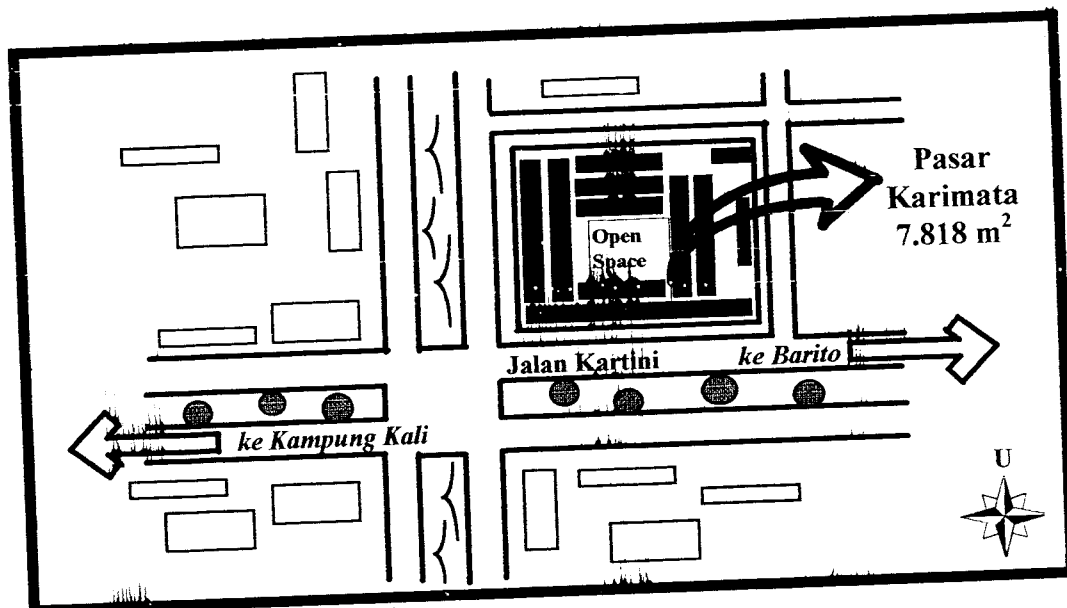 Pasar
Karimata
7.818 m²
Open
Space
Jalan Kartini
ke Barito
ke Kampung Kali
U